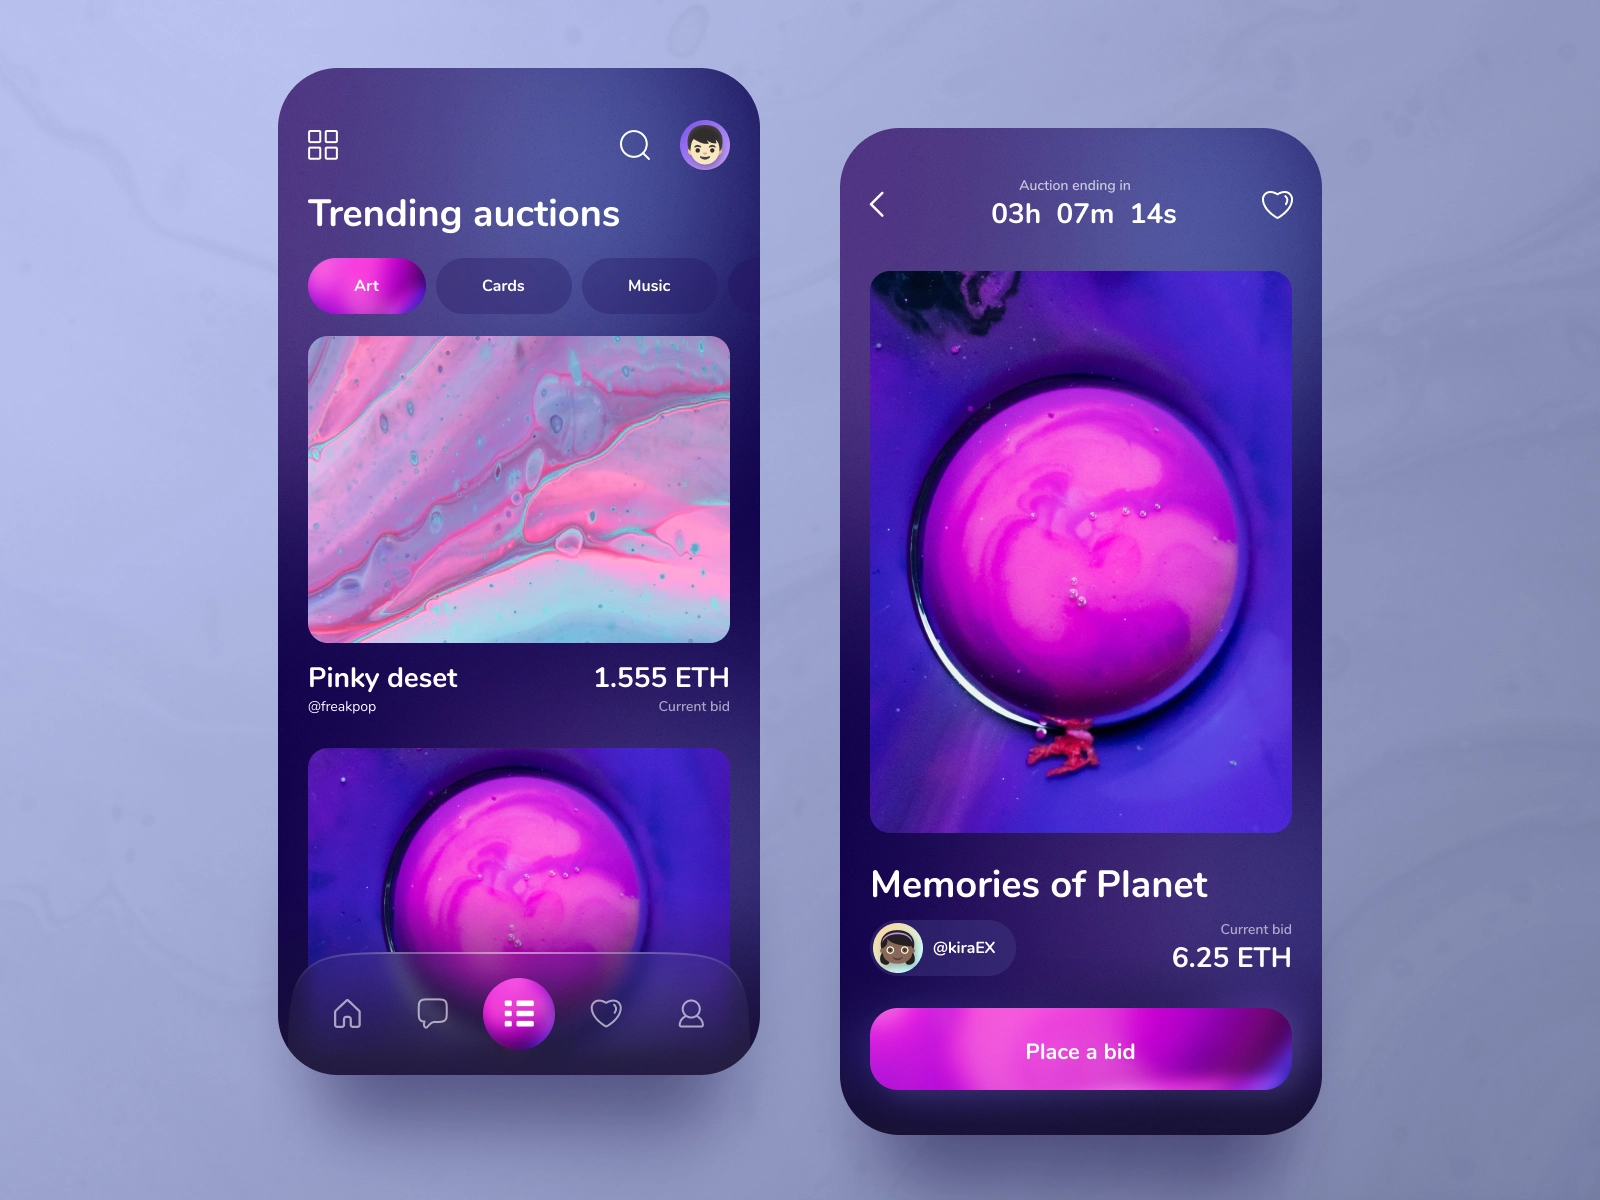 Trending auctions
Art
Cards
Music
Pinky deset
1.555 ETH
@freakpop
Current bid
Auction ending in
03h 07m 14s
Memories of Planet
@kiraEX
Current bid
6.25 ETH
Place a bid